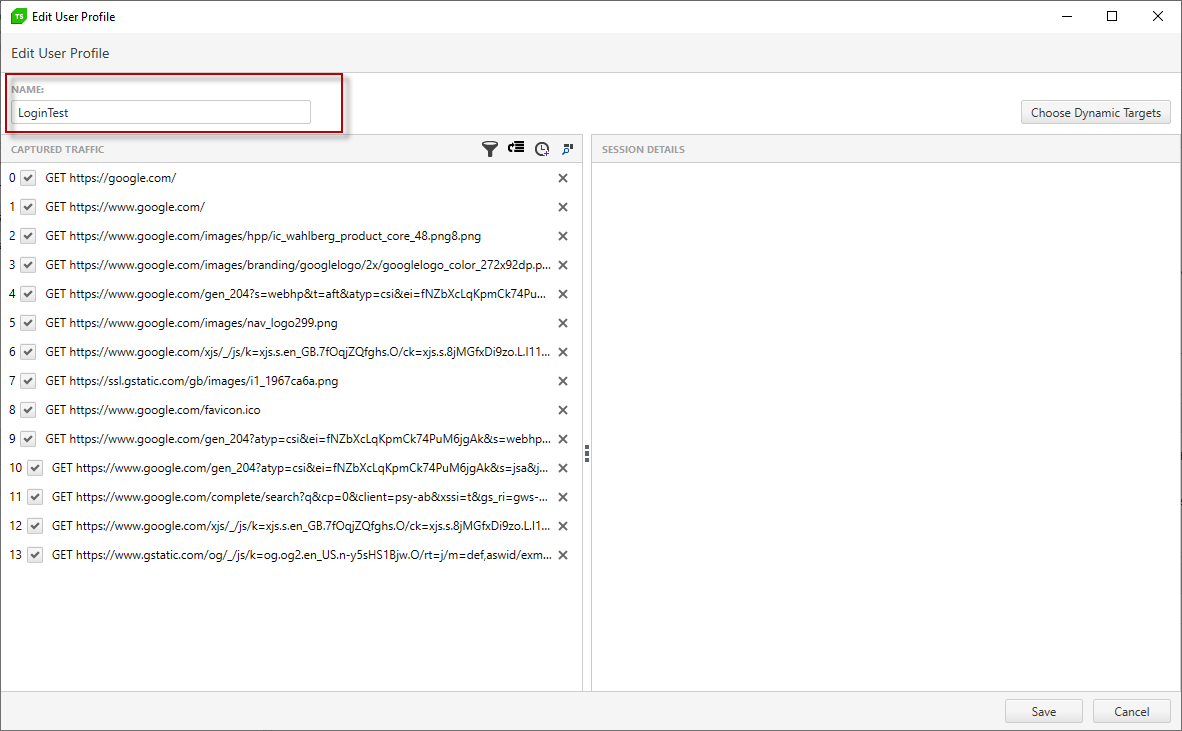 TS Edit User Profile
Edit User Profile
NAME:
LoginTest
Choose Dynamic Targets
CAPTURED TRAFFIC
SESSION DETAILS
0 GET https://google.com/
1 GET https://www.google.com/
2 GET https://www.google.com/images/hpp/ic_wahlberg_product_core_48.png8.png
3 GET https://www.google.com/images/branding/googlelogo/2x/googlelogo_color_272x92dp.p...
4 GET https://www.google.com/gen_204?s=webhp&t=aft&atyp=csi&ei=fNZbXcLqKpmCk74Pu...
5 GET https://www.google.com/images/nav_logo299.png
6 GET https://www.google.com/xjs/_/js/k=xjs.s.en_GB.7fOqjZQfghs.O/ck=xjs.s.8jMGfxDi9zo.L.I11...
7 GET https://ssl.gstatic.com/gb/images/i1_1967ca6a.png
8 GET https://www.google.com/favicon.ico
9 GET https://www.google.com/gen_204?atyp=csi&ei=fNZbXcLqKpmCk74PuM6jgAk&s=webhp...
10 GET https://www.google.com/gen_204?atyp=csi&ei=fNZbXcLqKpmCk74PuM6jgAk&s=jsa&j...
11 GET https://www.google.com/complete/search?q&cp=0&client=psy-ab&xssi=t&gs_ri=gws-...
12 GET https://www.google.com/xjs/_/js/k=xjs.s.en_GB.7fOqjZQfghs.O/ck=xjs.s.8jMGfxDi9zo.L.I1...
13 GET https://www.gstatic.com/og/_/js/k=og.og2.en_US.n-y5sHS1Bjw.O/rt=j/m=def,aswid/exm...
Save
Cancel